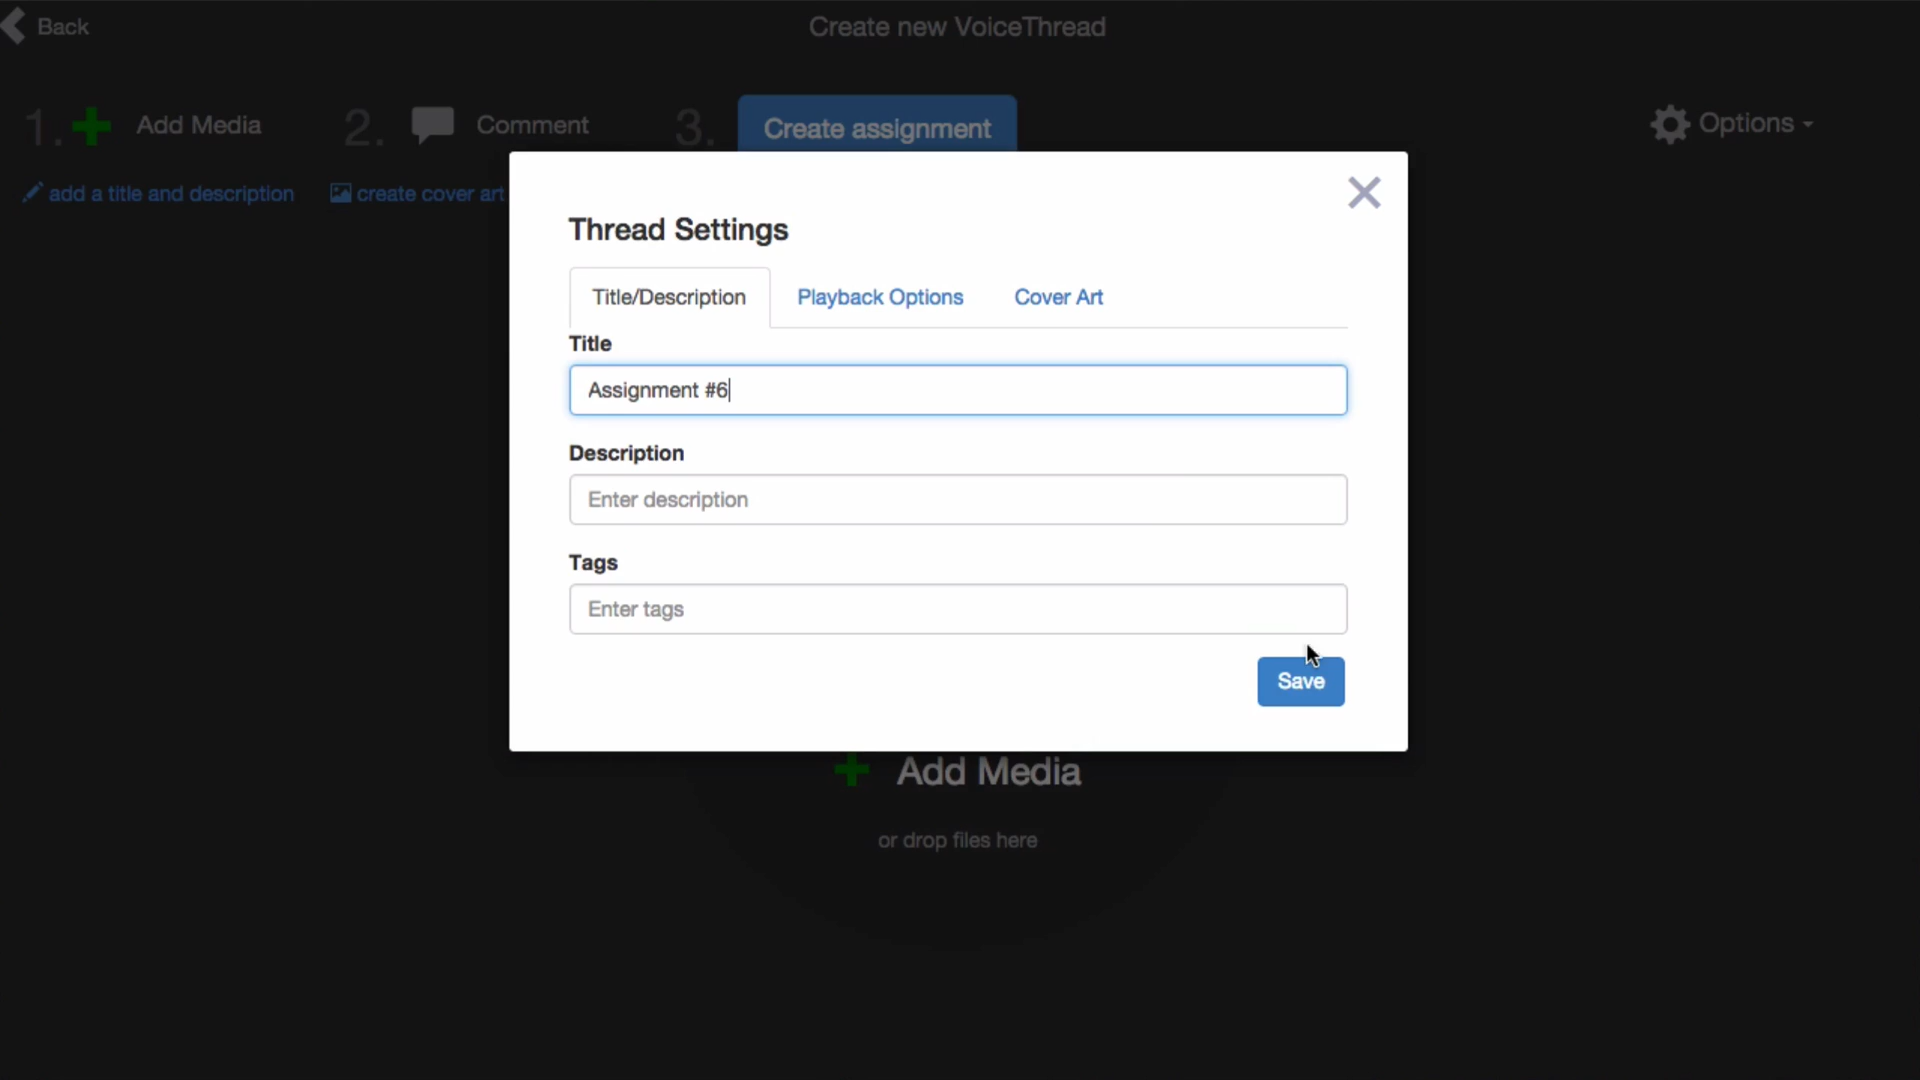 Back
Create new VoiceThread
1. Add Media
2. Comment
3. Create assignment
Options
add a title and description
create cover art
Thread Settings
Title/Description
Playback Options
Cover Art
Title
Assignment #6
Description
Enter description
Tags
Enter tags
Save
Add Media
or drop files here